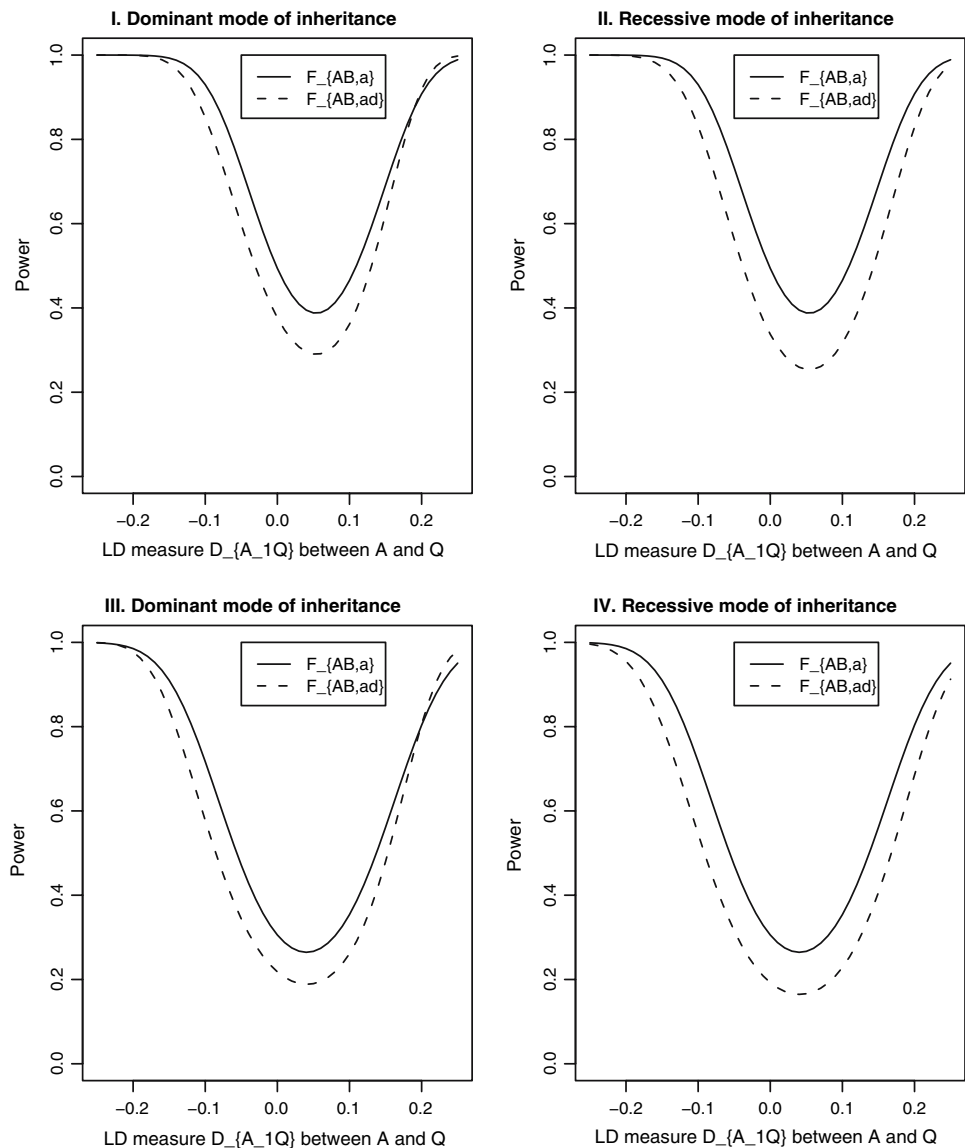 I. Dominant mode of inheritance
F_{AB,a}
F_{AB,ad}
Power
0.0
0.2
0.4
0.6
0.8
1.0
−0.2
−0.1
0.0
0.1
0.2
LD measure D_{A_1Q} between A and Q
II. Recessive mode of inheritance
F_{AB,a}
F_{AB,ad}
Power
0.0
0.2
0.4
0.6
0.8
1.0
−0.2
−0.1
0.0
0.1
0.2
LD measure D_{A_1Q} between A and Q
III. Dominant mode of inheritance
F_{AB,a}
F_{AB,ad}
Power
0.0
0.2
0.4
0.6
0.8
1.0
−0.2
−0.1
0.0
0.1
0.2
LD measure D_{A_1Q} between A and Q
IV. Recessive mode of inheritance
F_{AB,a}
F_{AB,ad}
Power
0.0
0.2
0.4
0.6
0.8
1.0
−0.2
−0.1
0.0
0.1
0.2
LD measure D_{A_1Q} between A and Q